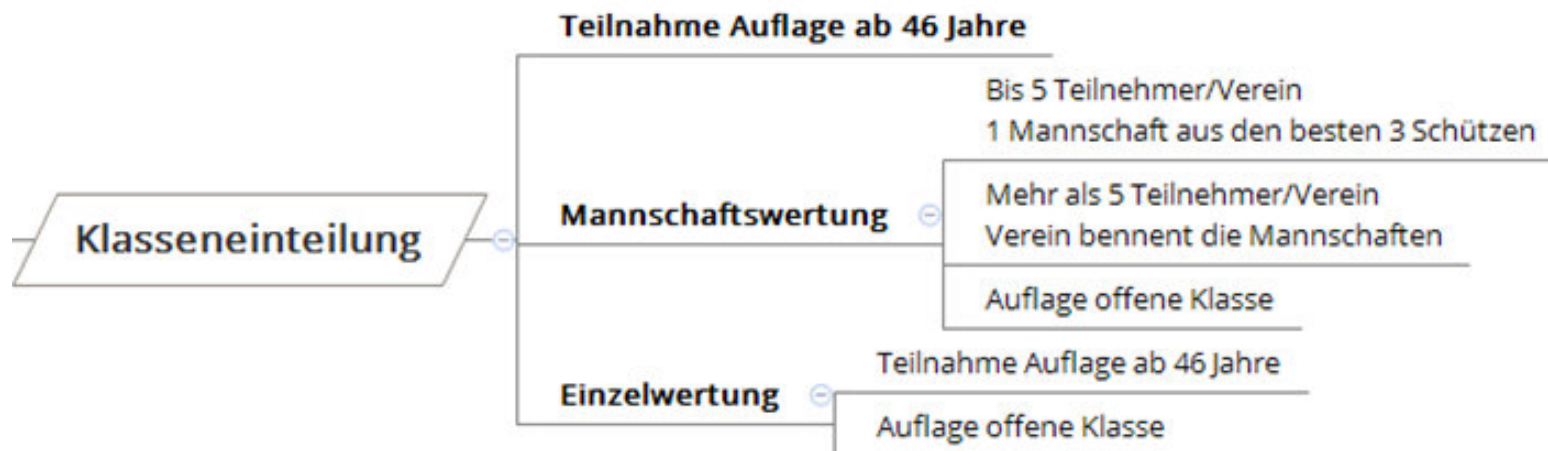 Teilnahme Auflage ab 46 Jahre
Bis 5 Teilnehmer/Verein
1 Mannschaft aus den besten 3 Schützen
Klasseneinteilung
Mannschaftswertung
Mehr als 5 Teilnehmer/Verein
Verein bennent die Mannschaften
Auflage offene Klasse
Einzelwertung
Teilnahme Auflage ab 46 Jahre
Auflage offene Klasse